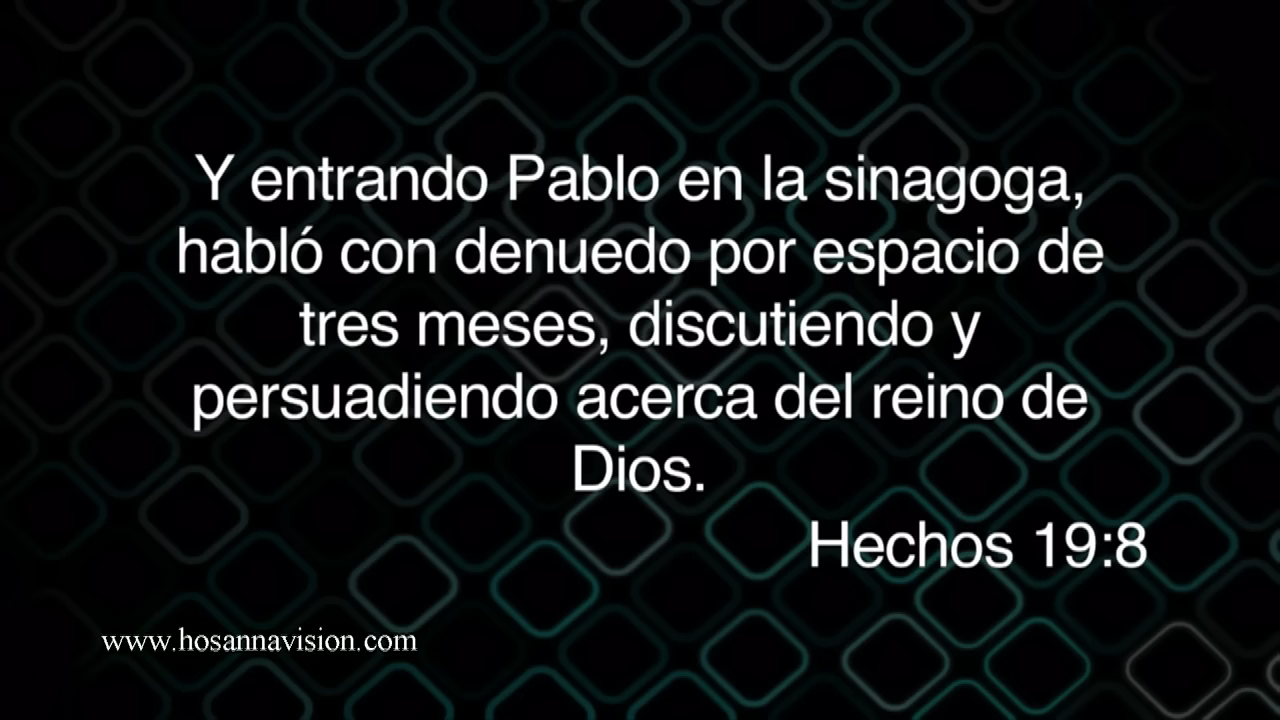 Y entrando Pablo en la sinagoga,
habló con denuedo por espacio de
tres meses, discutiendo y
persuadiendo acerca del reino de
Dios.
Hechos 19:8
www.hosannavision.com